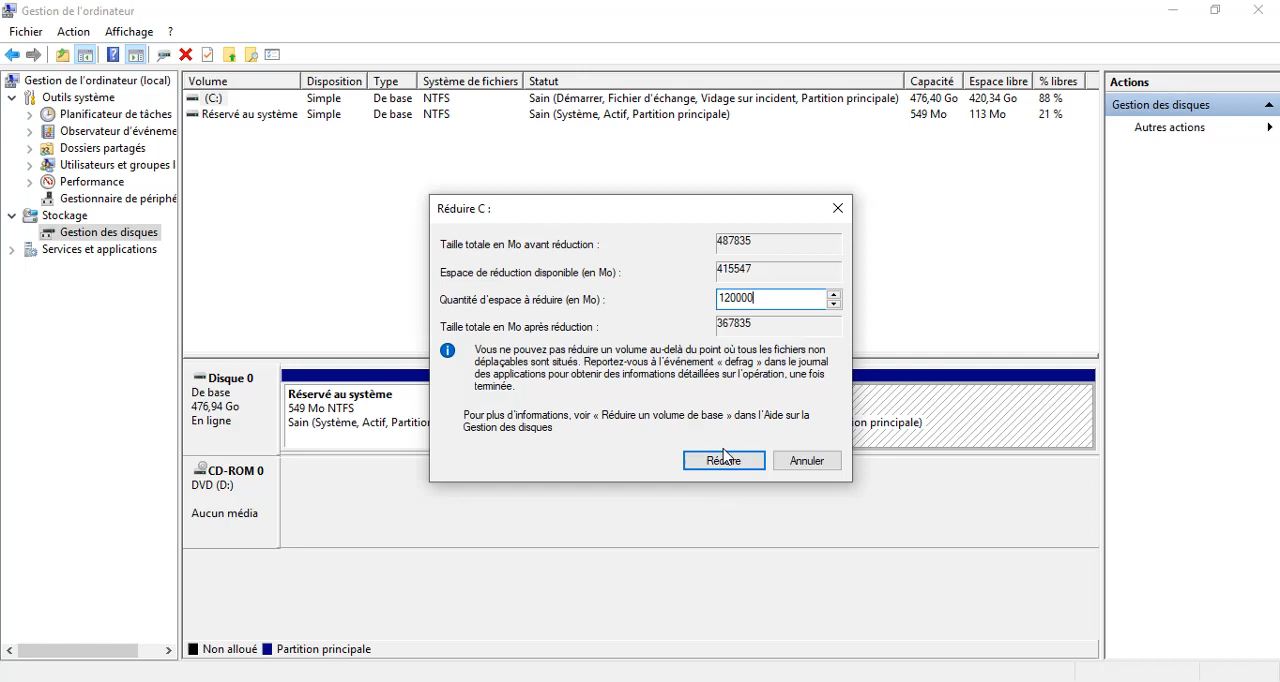 Gestion de l'ordinateur
Fichier Action Affichage ?
Gestion de l'ordinateur (local)
Outils système
Planificateur de tâches
Observateur d'événeme
Dossiers partagés
Utilisateurs et groupes l
Performance
Gestionnaire de périphé
Stockage
Gestion des disques
Services et applications
Volume Disposition Type Système de fichiers Statut Capacité Espace libre % libres
(C:) Simple De base NTFS Sain (Démarrer, Fichier d'échange, Vidage sur incident, Partition principale) 476,40 Go 420,34 Go 88 %
Réservé au système Simple De base NTFS Sain (Système, Actif, Partition principale) 549 Mo 113 Mo 21 %
Actions
Gestion des disques
Autres actions
Réduire C :
Taille totale en Mo avant réduction : 487835
Espace de réduction disponible (en Mo) : 415547
Quantité d'espace à réduire (en Mo) : 120000
Taille totale en Mo après réduction : 367835
Vous ne pouvez pas réduire un volume au-delà du point où tous les fichiers non
déplaçables sont situés. Reportez-vous à l'événement « defrag » dans le journal
des applications pour obtenir des informations détaillées sur l'opération, une fois
terminée.
Pour plus d'informations, voir « Réduire un volume de base » dans l'Aide sur la
Gestion des disques
Réduire Annuler
Disque 0
De base
476,94 Go
En ligne
Réservé au système
549 Mo NTFS
Sain (Système, Actif, Partition
ion principale)
CD-ROM 0
DVD (D:)
Aucun média
Non alloué Partition principale